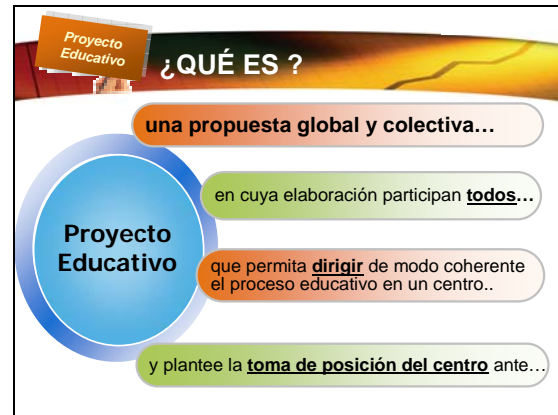 Proyecto
Educativo
¿QUÉ ES ?
una propuesta global y colectiva…
en cuya elaboración participan todos…
Proyecto
Educativo
que permita dirigir de modo coherente
el proceso educativo en un centro..
y plantee la toma de posición del centro ante…